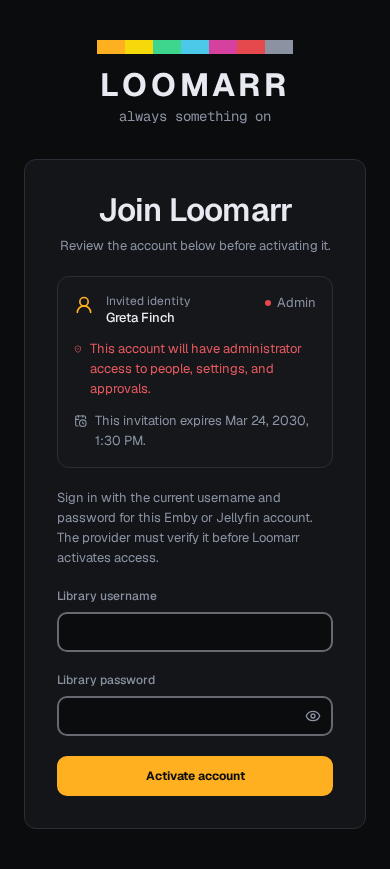 LOOMARR
always something on
Join Loomarr
Review the account below before activating it.
Invited identity
Admin
Greta Finch
This account will have administrator
access to people, settings, and
approvals.
This invitation expires Mar 24, 2030,
1:30 PM.
Sign in with the current username and
password for this Emby or Jellyfin account.
The provider must verify it before Loomarr
activates access.
Library username
Library password
Activate account